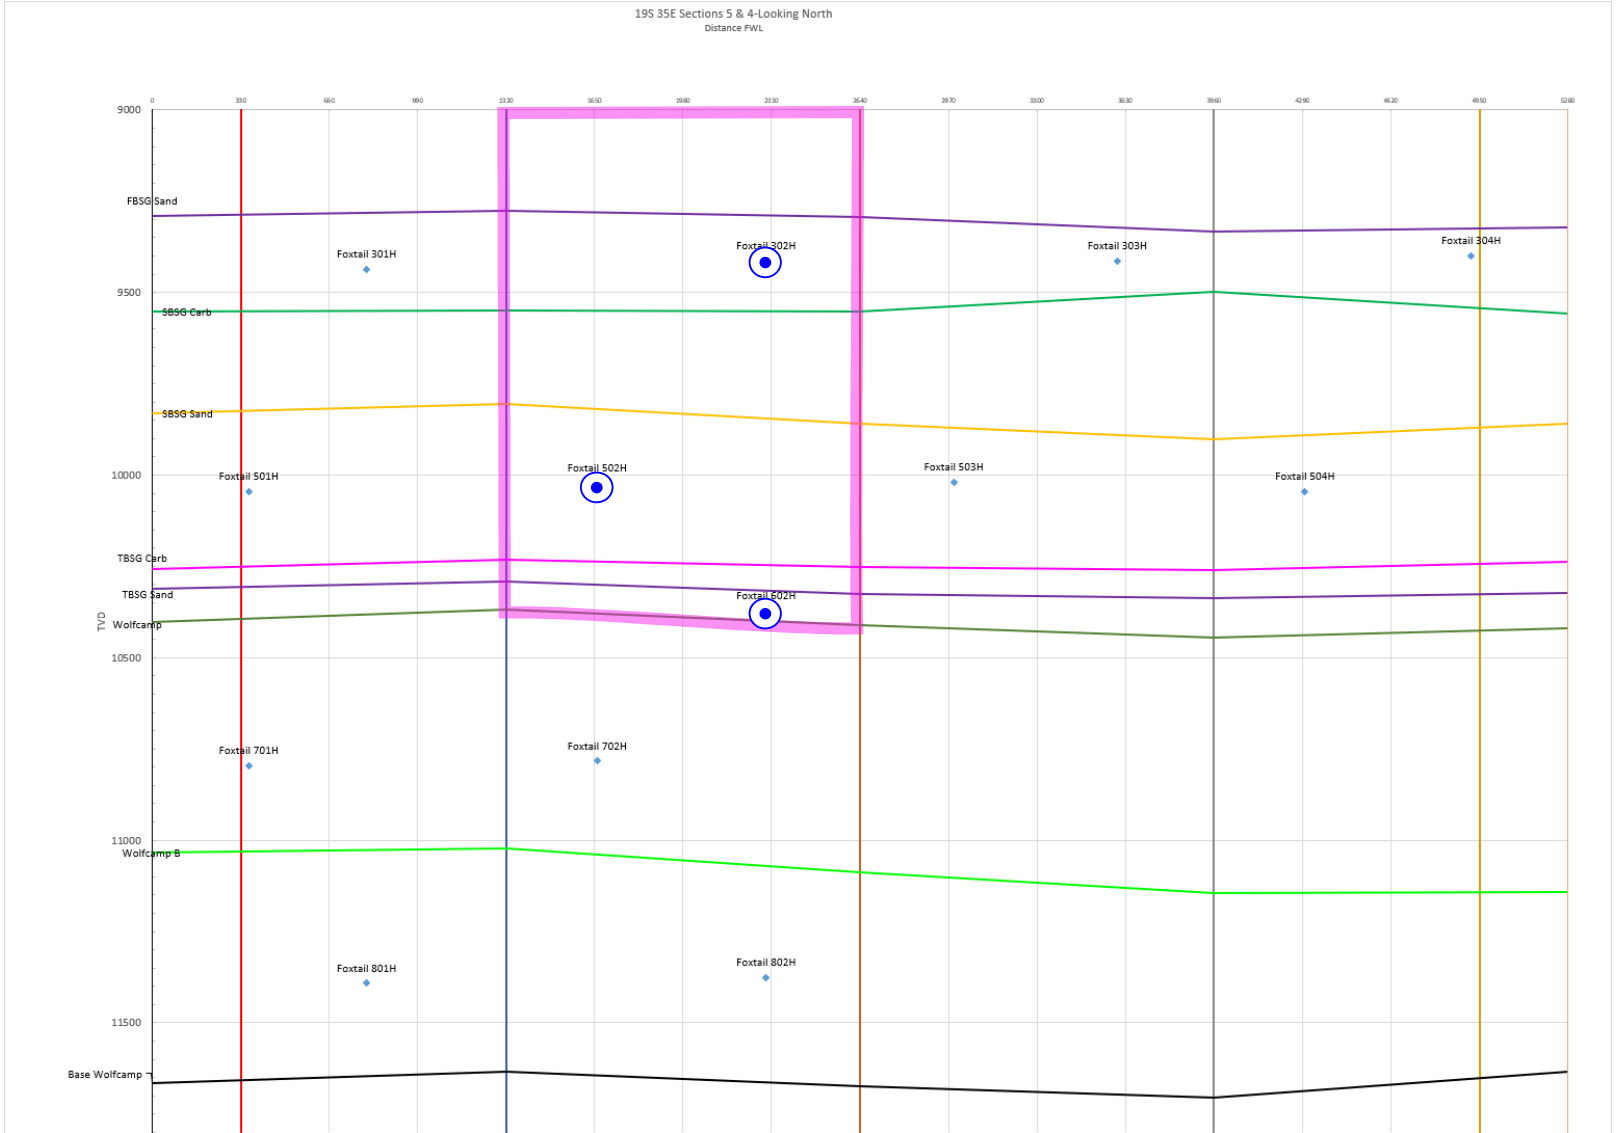 19S 35E Sections 5 & 4-Looking North
Distance FWL
0 330 660 990 1320 1650 1980 2310 2640 2970 3300 3630 3960 4290 4620 4950 5280
9000
FBSG Sand
Foxtail 301H
Foxtail 302H
Foxtail 303H
Foxtail 304H
9500
SBSG Carb
SBSG Sand
10000
Foxtail 501H
Foxtail 502H
Foxtail 503H
Foxtail 504H
TBSG Carb
TBSG Sand
Foxtail 602H
TVD
Wolfcamp
10500
Foxtail 701H
Foxtail 702H
11000
Wolfcamp B
Foxtail 801H
Foxtail 802H
11500
Base Wolfcamp